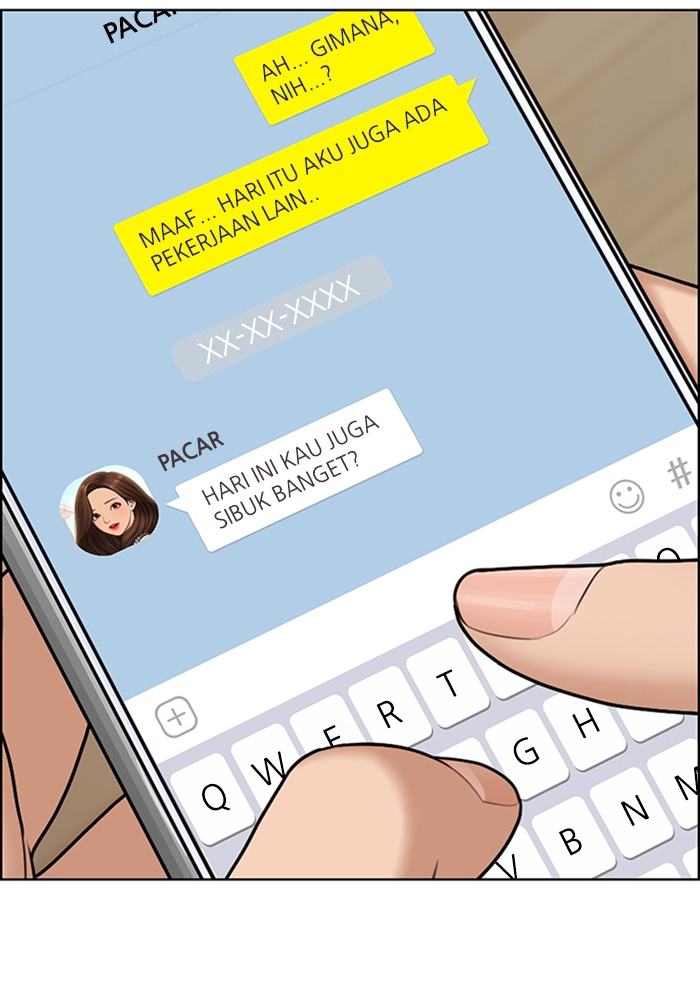 PACAR
AH... GIMANA,
NIH...?
MAAF... HARI ITU AKU JUGA ADA
PEKERJAAN LAIN..
XX-XX-XXXX
PACAR
HARI INI KAU JUGA
SIBUK BANGET?
#
Q W E R T O
G H
V B N M